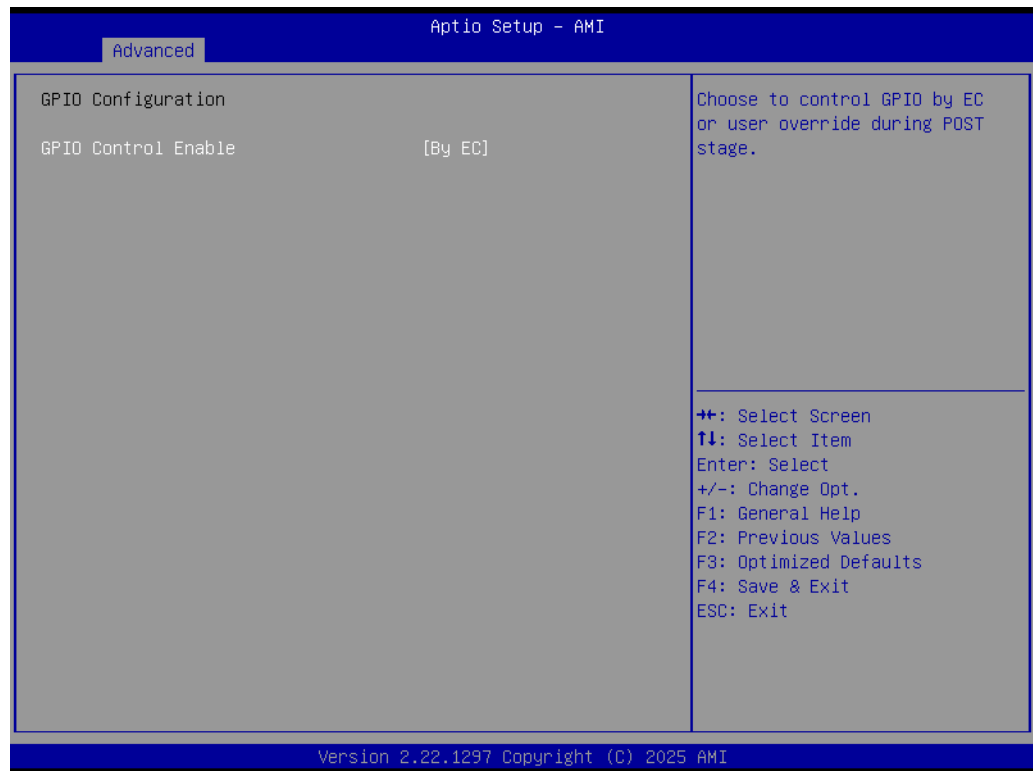 Aptio Setup - AMI
Advanced
GPIO Configuration
GPIO Control Enable [By EC]
Choose to control GPIO by EC
or user override during POST
stage.
→←: Select Screen
↑↓: Select Item
Enter: Select
+/-: Change Opt.
F1: General Help
F2: Previous Values
F3: Optimized Defaults
F4: Save & Exit
ESC: Exit
Version 2.22.1297 Copyright (C) 2025 AMI